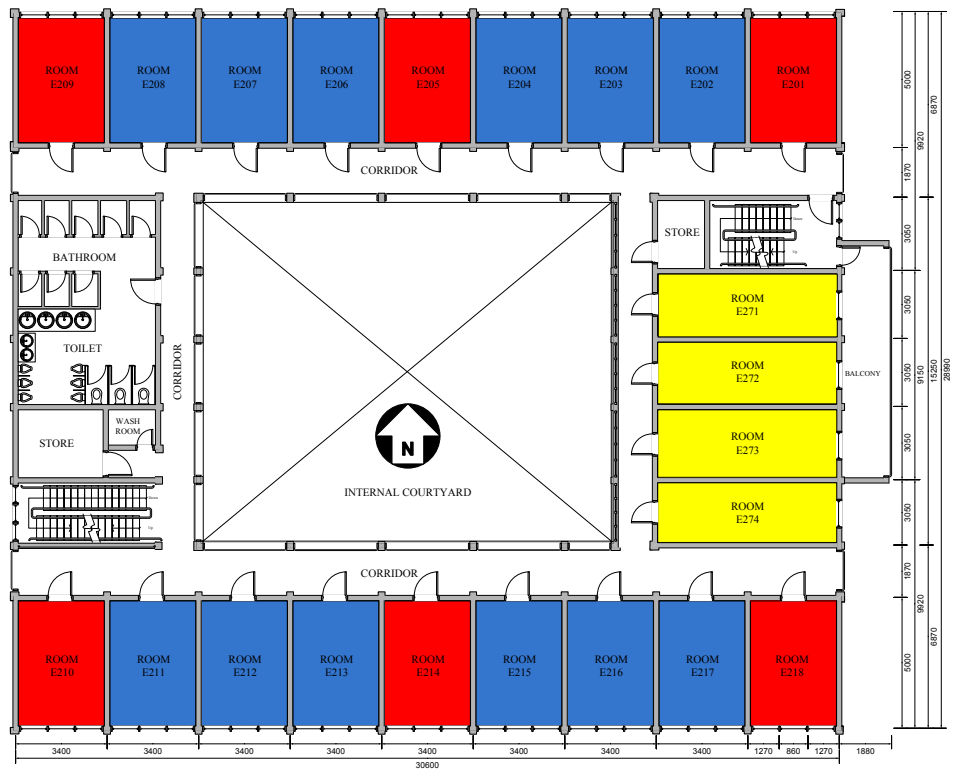 ROOM
E209
ROOM
E208
ROOM
E207
ROOM
E206
ROOM
E205
ROOM
E204
ROOM
E203
ROOM
E202
ROOM
E201
5000
6870
9920
CORRIDOR
1870
BATHROOM
STORE
Down
Up
3050
ROOM
E271
3050
TOILET
CORRIDOR
ROOM
E272
BALCONY
3050
9150
15250
28990
WASH
ROOM
STORE
N
ROOM
E273
3050
INTERNAL COURTYARD
Down
Up
ROOM
E274
3050
CORRIDOR
1870
9920
ROOM
E210
ROOM
E211
ROOM
E212
ROOM
E213
ROOM
E214
ROOM
E215
ROOM
E216
ROOM
E217
ROOM
E218
5000
6870
3400
3400
3400
3400
3400
3400
3400
3400
1270
860
1270
1880
30600